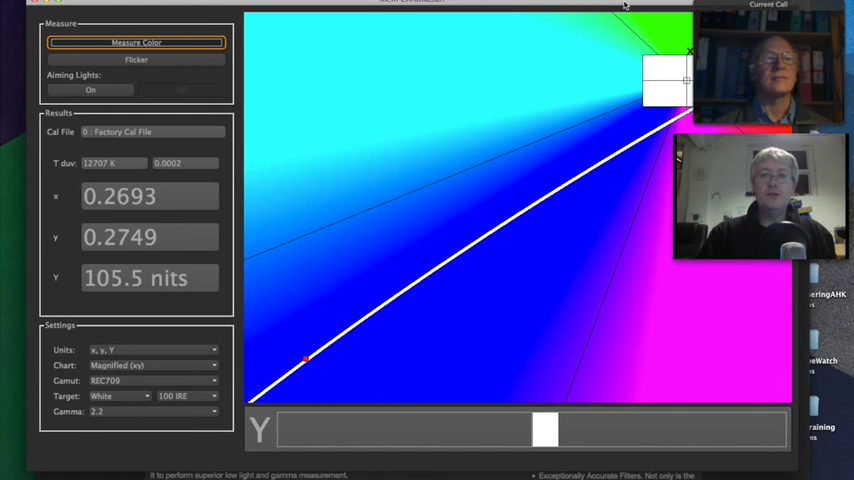 Current Call
Measure
Measure Color
Flicker
Aiming Lights:
On
Results
Cal File
0 : Factory Cal File
T duv:
12707 K
0.0002
x
0.2693
y
0.2749
Y
105.5 nits
Settings
Units:
x, y, Y
Chart:
Magnified (xy)
Gamut:
REC709
Target:
White
100 IRE
Gamma:
2.2
X
Y
eringAHK
eWatch
raining
it to perform superior low light and gamma measurement.
• Exceptionally Accurate Filters. Not only is the